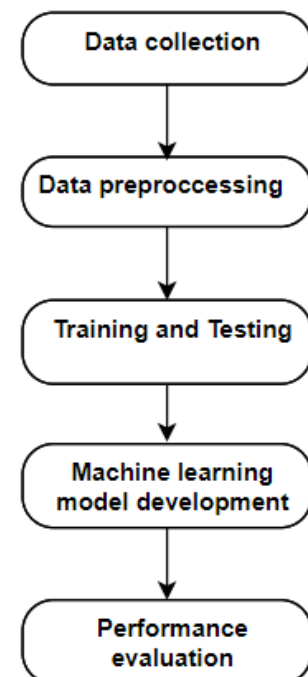 Data collection
Data preproccessing
Training and Testing
Machine learning
model development
Performance
evaluation